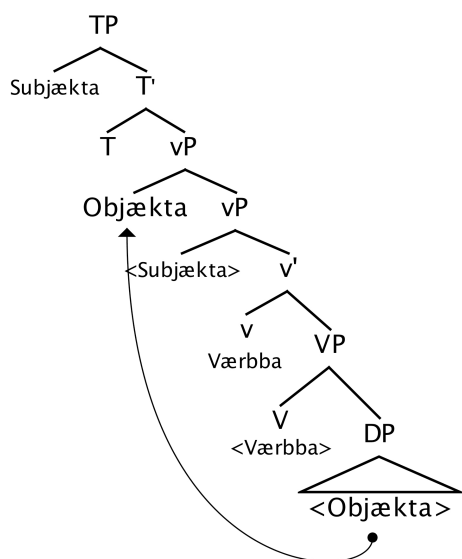 TP
Subjækta T'
T vP
Objækta vP
<Subjækta> v'
v VP
Værbba
V DP
<Værbba>
<Objækta>